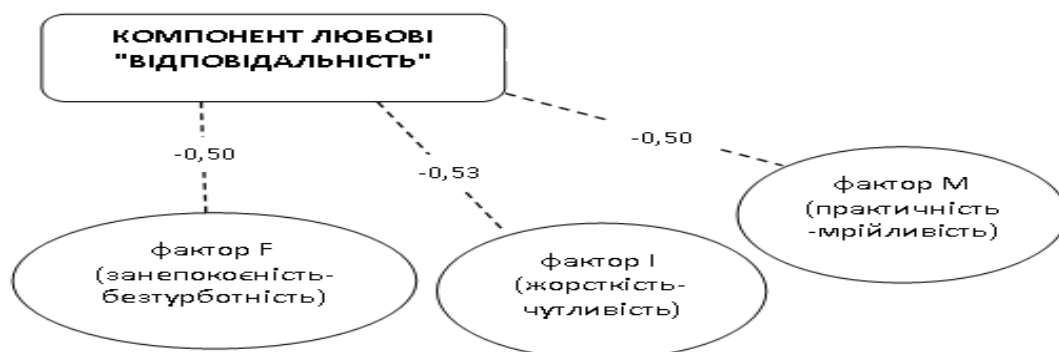 КОМПОНЕНТ ЛЮБОВІ
"ВІДПОВІДАЛЬНІСТЬ"
-0,50
-0,53
-0,50
фактор F
(занепокоєність-
безтурботність)
фактор I
(жорсткість-
чутливість)
фактор M
(практичність
-мрійливість)